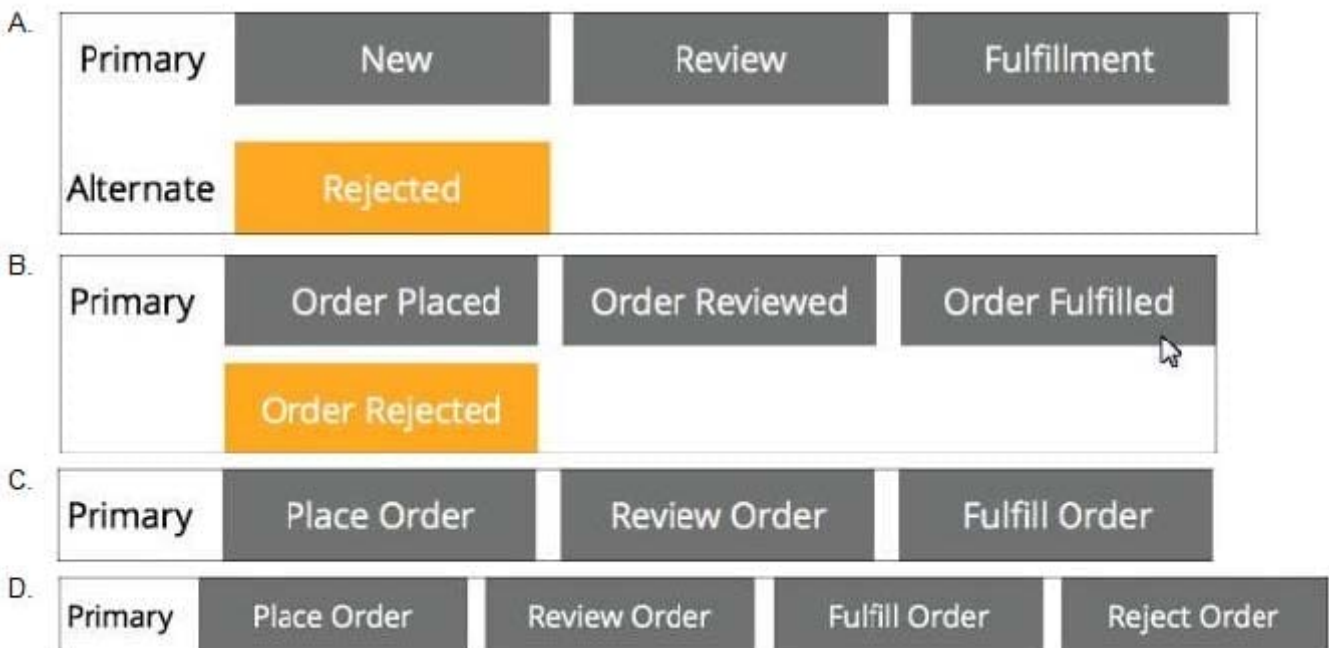 A.
Primary New Review Fulfillment
Alternate Rejected
B.
Primary Order Placed Order Reviewed Order Fulfilled
Order Rejected
C.
Primary Place Order Review Order Fulfill Order
D.
Primary Place Order Review Order Fulfill Order Reject Order